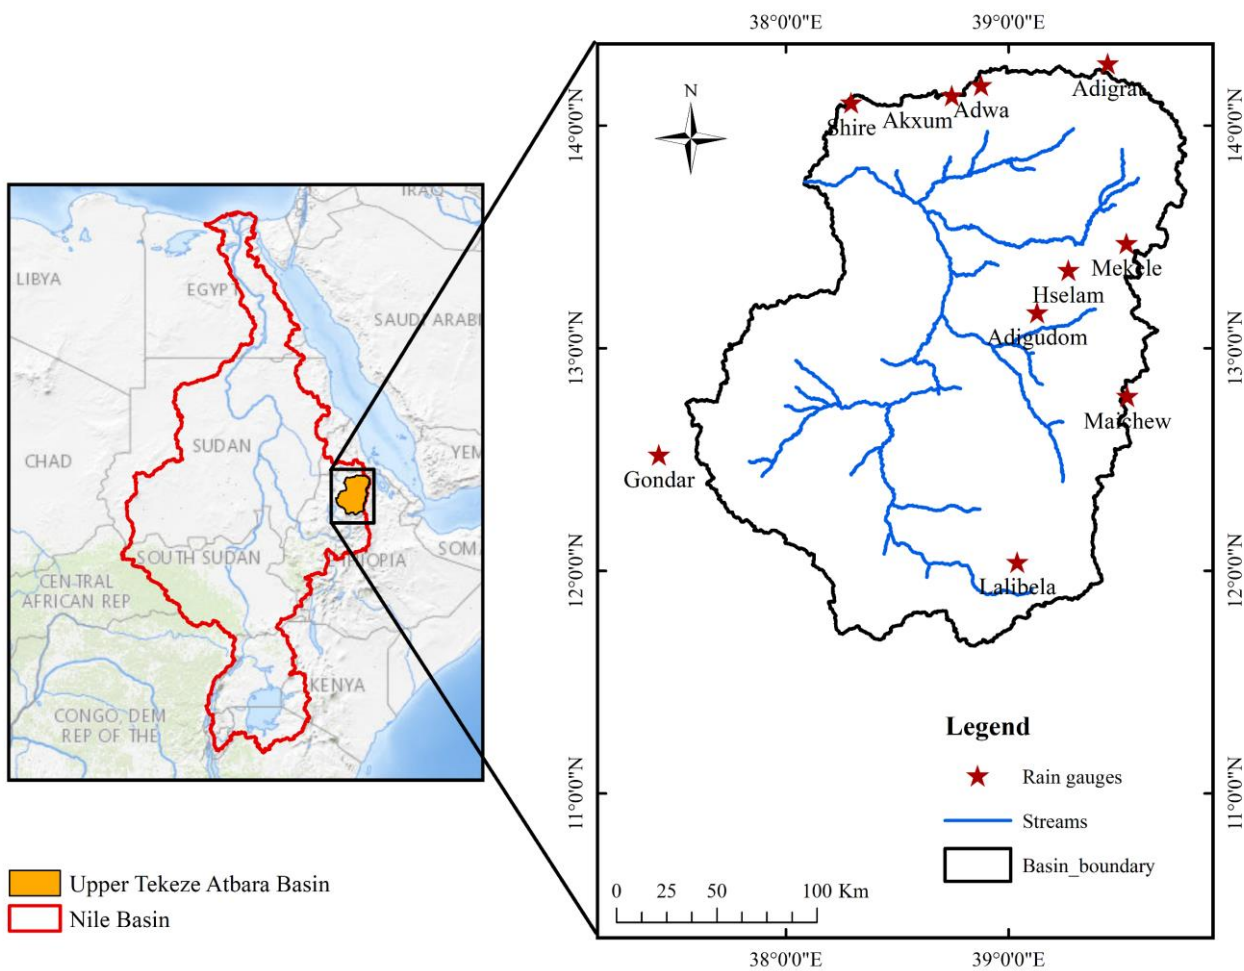 LIBYA
EGYPT
IRAQ
SAUDI ARABI
CHAD
SUDAN
YEM
SOUTH SUDAN
THIOPIA
SOMA
CENTRAL
AFRICAN REP
KENYA
CONGO, DEM
REP OF THE
Upper Tekeze Atbara Basin
Nile Basin
38°0'0"E
39°0'0"E
14°0'0"N
13°0'0"N
12°0'0"N
11°0'0"N
N
Shire
Akxum
Adwa
Adigrat
Mekele
Hselam
Adigudom
Maichew
Gondar
Lalibela
Legend
Rain gauges
Streams
Basin_boundary
0 25 50 100 Km
14°0'0"N
13°0'0"N
12°0'0"N
11°0'0"N
38°0'0"E
39°0'0"E